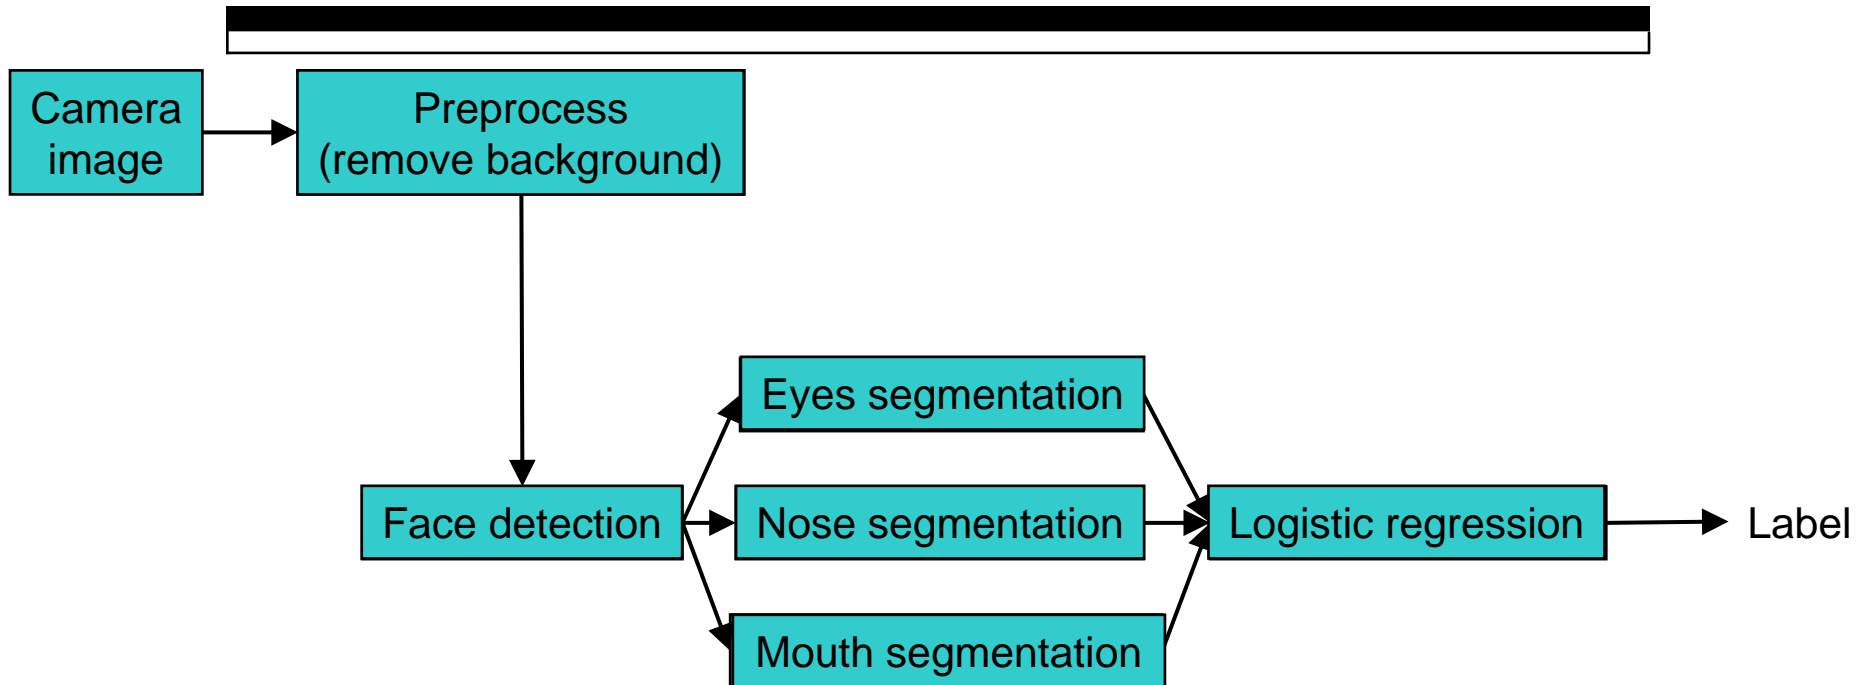 Camera
image
Preprocess
(remove background)
Eyes segmentation
Face detection
Nose segmentation
Logistic regression
Label
Mouth segmentation